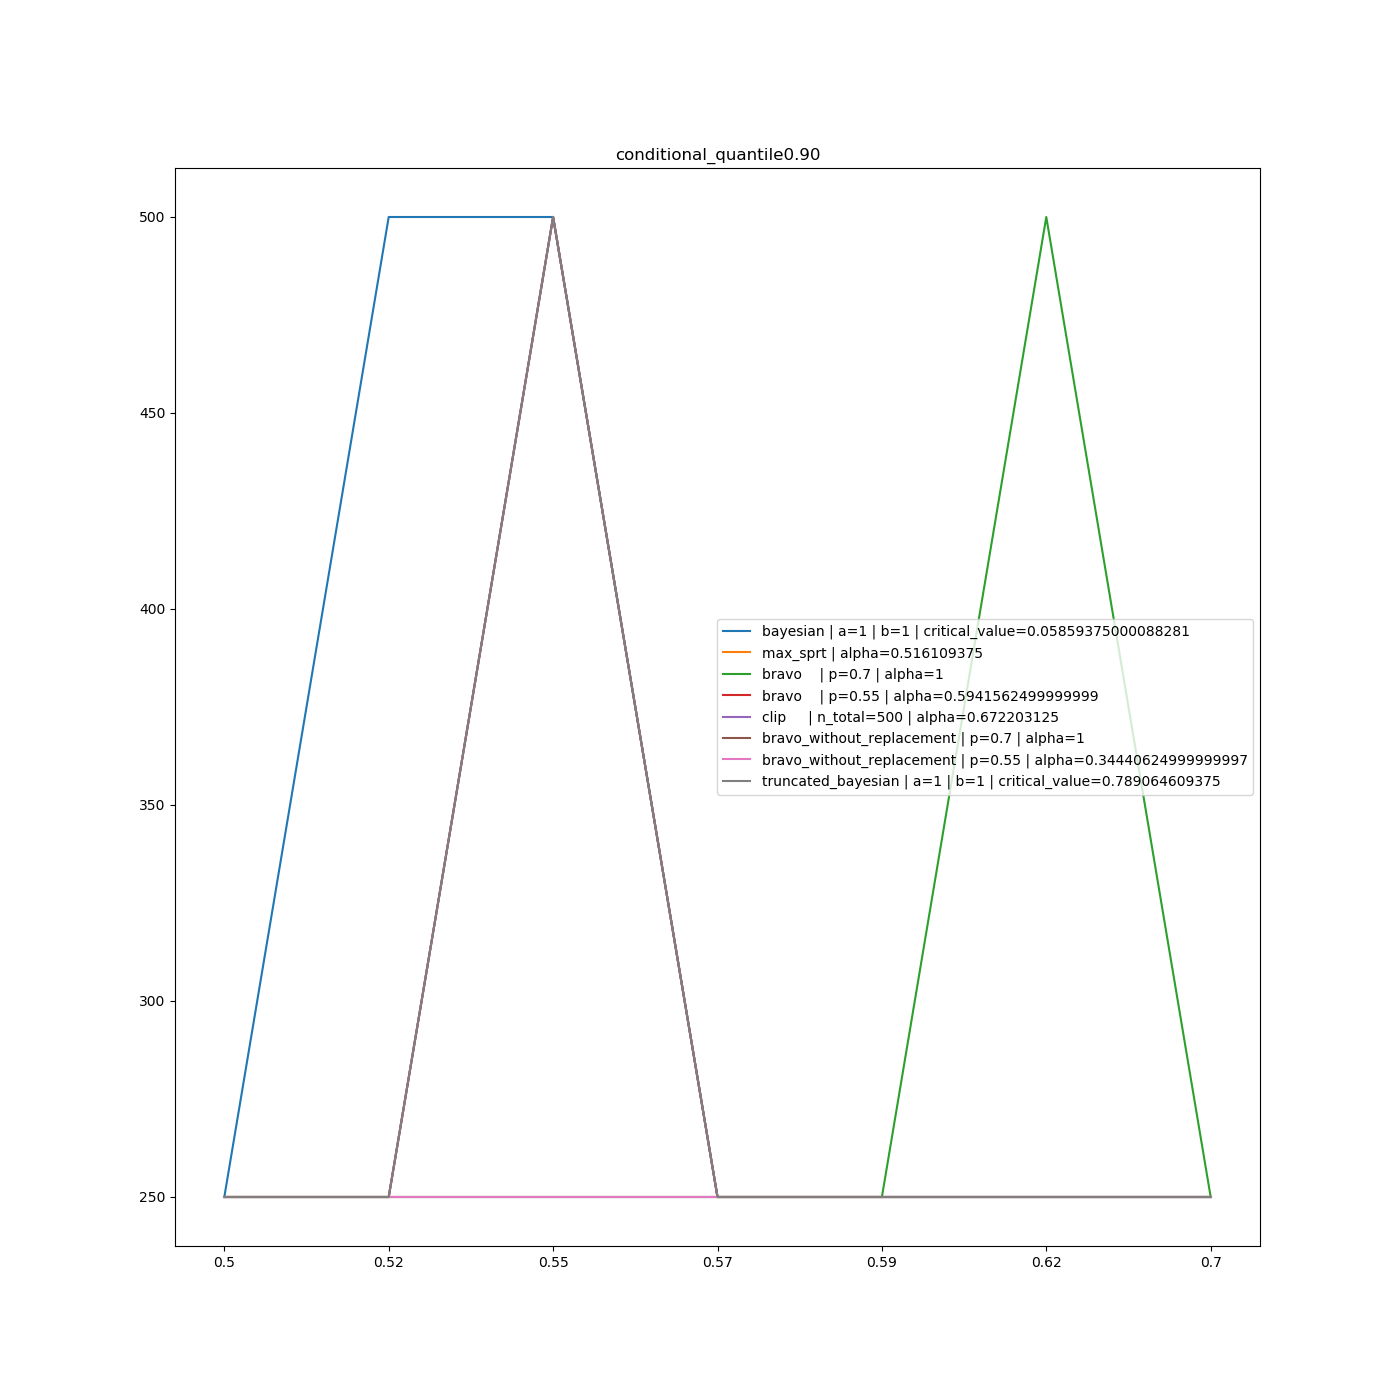 conditional_quantile0.90
500
450
400
350
300
250
bayesian | a=1 | b=1 | critical_value=0.05859375000088281
max_sprt | alpha=0.516109375
bravo    | p=0.7 | alpha=1
bravo    | p=0.55 | alpha=0.5941562499999999
clip     | n_total=500 | alpha=0.672203125
bravo_without_replacement | p=0.7 | alpha=1
bravo_without_replacement | p=0.55 | alpha=0.34440624999999997
truncated_bayesian | a=1 | b=1 | critical_value=0.789064609375
0.5 0.52 0.55 0.57 0.59 0.62 0.7